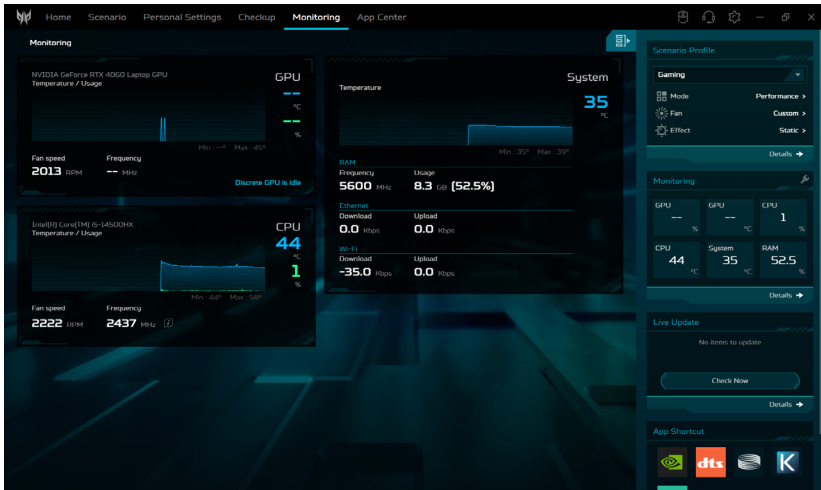 Home Scenario Personal Settings Checkup Monitoring App Center
Monitoring
NVIDIA GeForce RTX 4060 Laptop GPU
Temperature / Usage
GPU
--
°C
--
%
Min : --° Max : 45°
Fan speed Frequency
2013 RPM -- MHz
Discrete GPU is idle
Intel(R) Core(TM) i5-14500HX
Temperature / Usage
CPU
44
°C
1
%
Min : 44° Max : 58°
Fan speed Frequency
2222 RPM 2437 MHz i
System
Temperature
35
°C
Min : 35° Max : 39°
RAM
Frequency Usage
5600 MHz 8.3 GB (52.5%)
Ethernet
Download Upload
0.0 Kbps 0.0 Kbps
Wi-Fi
Download Upload
-35.0 Kbps 0.0 Kbps
Scenario Profile
Gaming
Mode Performance >
Fan Custom >
Effect Static >
Details
Monitoring
GPU GPU CPU
-- -- 1
% °C %
CPU System RAM
44 35 52.5
°C °C %
Details
Live Update
No items to update
Check Now
Details
App Shortcut
dts K